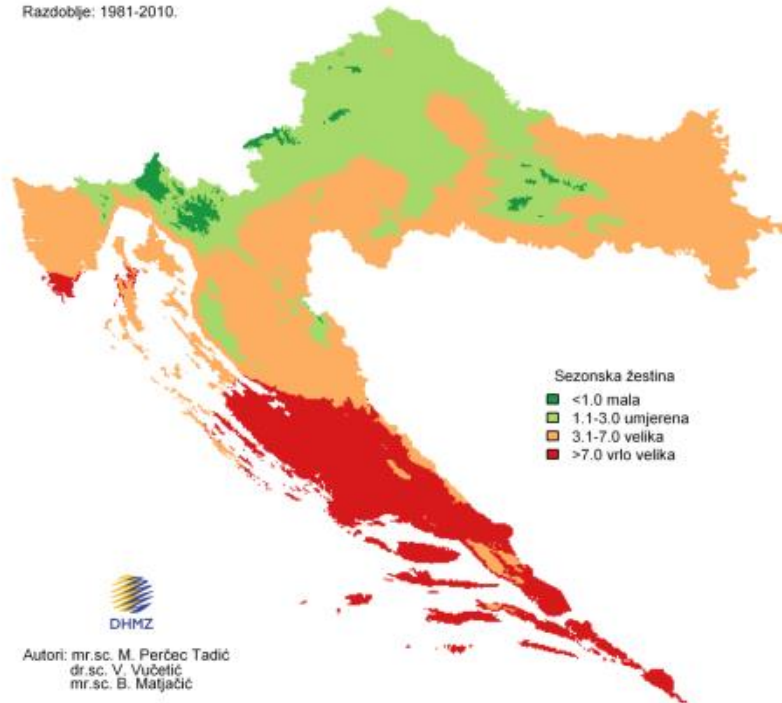 Razdoblje: 1981-2010.
Sezonska žestina
<1.0 mala
1.1-3.0 umjerena
3.1-7.0 velika
>7.0 vrlo velika
DHMZ
Autori: mr.sc. M. Perčec Tadić
dr.sc. V. Vučetić
mr.sc. B. Matjačić